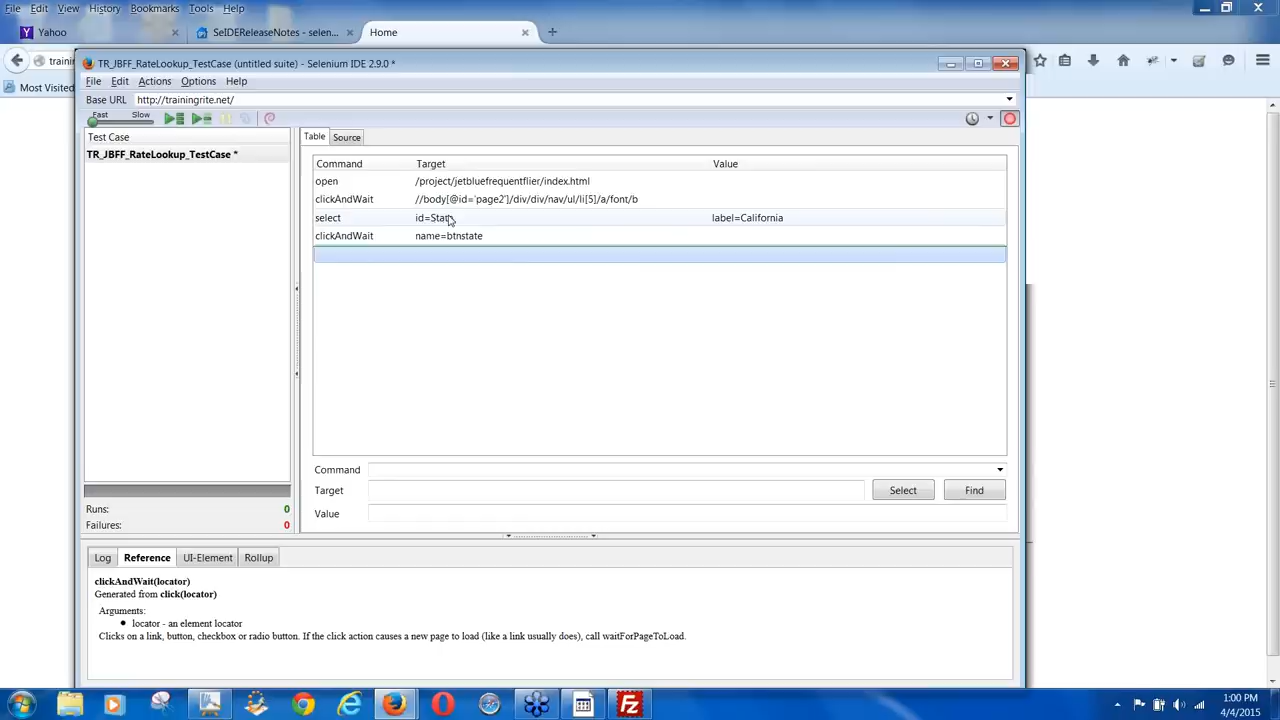 File Edit View History Bookmarks Tools Help
Yahoo × SeIDEReleaseNotes - selen... × Home × +
traini
Most Visited
TR_JBFF_RateLookup_TestCase (untitled suite) - Selenium IDE 2.9.0 *
File Edit Actions Options Help
Base URL http://trainingrite.net/
Fast Slow
Test Case
TR_JBFF_RateLookup_TestCase *
Table Source
Command Target Value
open /project/jetbluefrequentflier/index.html
clickAndWait //body[@id='page2']/div/div/nav/ul/li[5]/a/font/b
select id=State label=California
clickAndWait name=btnstate
Command
Target Select Find
Value
Runs: 0
Failures: 0
Log Reference UI-Element Rollup
clickAndWait(locator)
Generated from click(locator)
Arguments:
• locator - an element locator
Clicks on a link, button, checkbox or radio button. If the click action causes a new page to load (like a link usually does), call waitForPageToLoad.
1:00 PM
4/4/2015